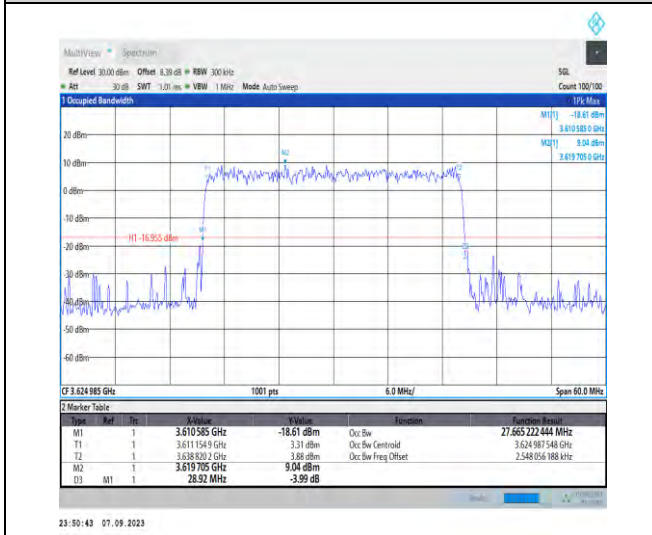 MultiView Spectrum
Ref Level 30.00 dBm Offset 8.39 dB RBW 300 kHz SGL
Att 30 dB SWT 1.01 ms VBW 1 MHz Mode Auto Sweep Count 100/100
1 Occupied Bandwidth 1Pk Max
M1[1] -18.61 dBm
3.610 585 0 GHz
20 dBm M2[1] 9.04 dBm
3.619 705 0 GHz
M2
10 dBm
T1 T2
0 dBm
-10 dBm
M1
H1 -16.955 dBm
-20 dBm
-30 dBm
-40 dBm
-50 dBm
-60 dBm
CF 3.624 985 GHz 1001 pts 6.0 MHz/ Span 60.0 MHz
2 Marker Table
Type Ref Trc X-Value Y-Value Function Function Result
M1 1 3.610 585 GHz -18.61 dBm Occ Bw 27.665 222 444 MHz
T1 1 3.611 154 9 GHz 3.31 dBm Occ Bw Centroid 3.624 987 548 GHz
T2 1 3.638 820 2 GHz 3.88 dBm Occ Bw Freq Offset 2.548 056 188 kHz
M2 1 3.619 705 GHz 9.04 dBm
D3 M1 1 28.92 MHz -3.99 dB
23:50:43 07.09.2023